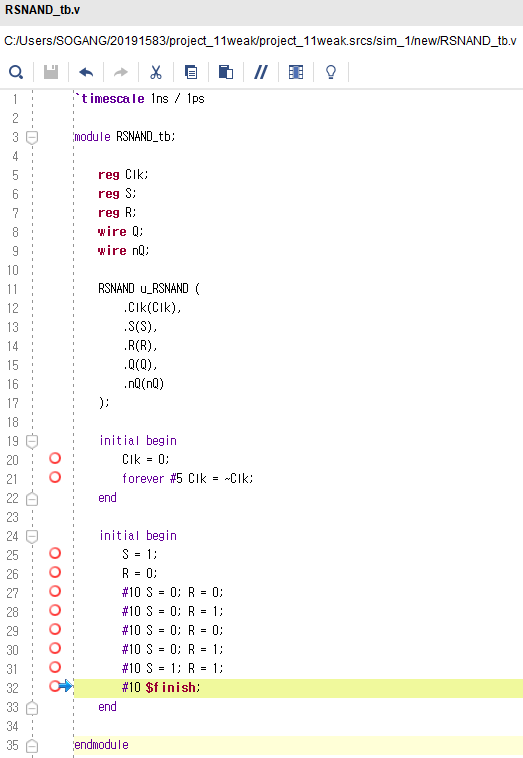 RSNAND_tb.v
C:/Users/SOGANG/20191583/project_11weak/project_11weak.srcs/sim_1/new/RSNAND_tb.v
1 `timescale 1ns / 1ps
2
3 module RSNAND_tb;
4
5 reg Clk;
6 reg S;
7 reg R;
8 wire Q;
9 wire nQ;
10
11 RSNAND u_RSNAND (
12 .Clk(Clk),
13 .S(S),
14 .R(R),
15 .Q(Q),
16 .nQ(nQ)
17 );
18
19 initial begin
20 Clk = 0;
21 forever #5 Clk = ~Clk;
22 end
23
24 initial begin
25 S = 1;
26 R = 0;
27 #10 S = 0; R = 0;
28 #10 S = 0; R = 1;
29 #10 S = 0; R = 0;
30 #10 S = 0; R = 1;
31 #10 S = 1; R = 1;
32 #10 $finish;
33 end
34
35 endmodule